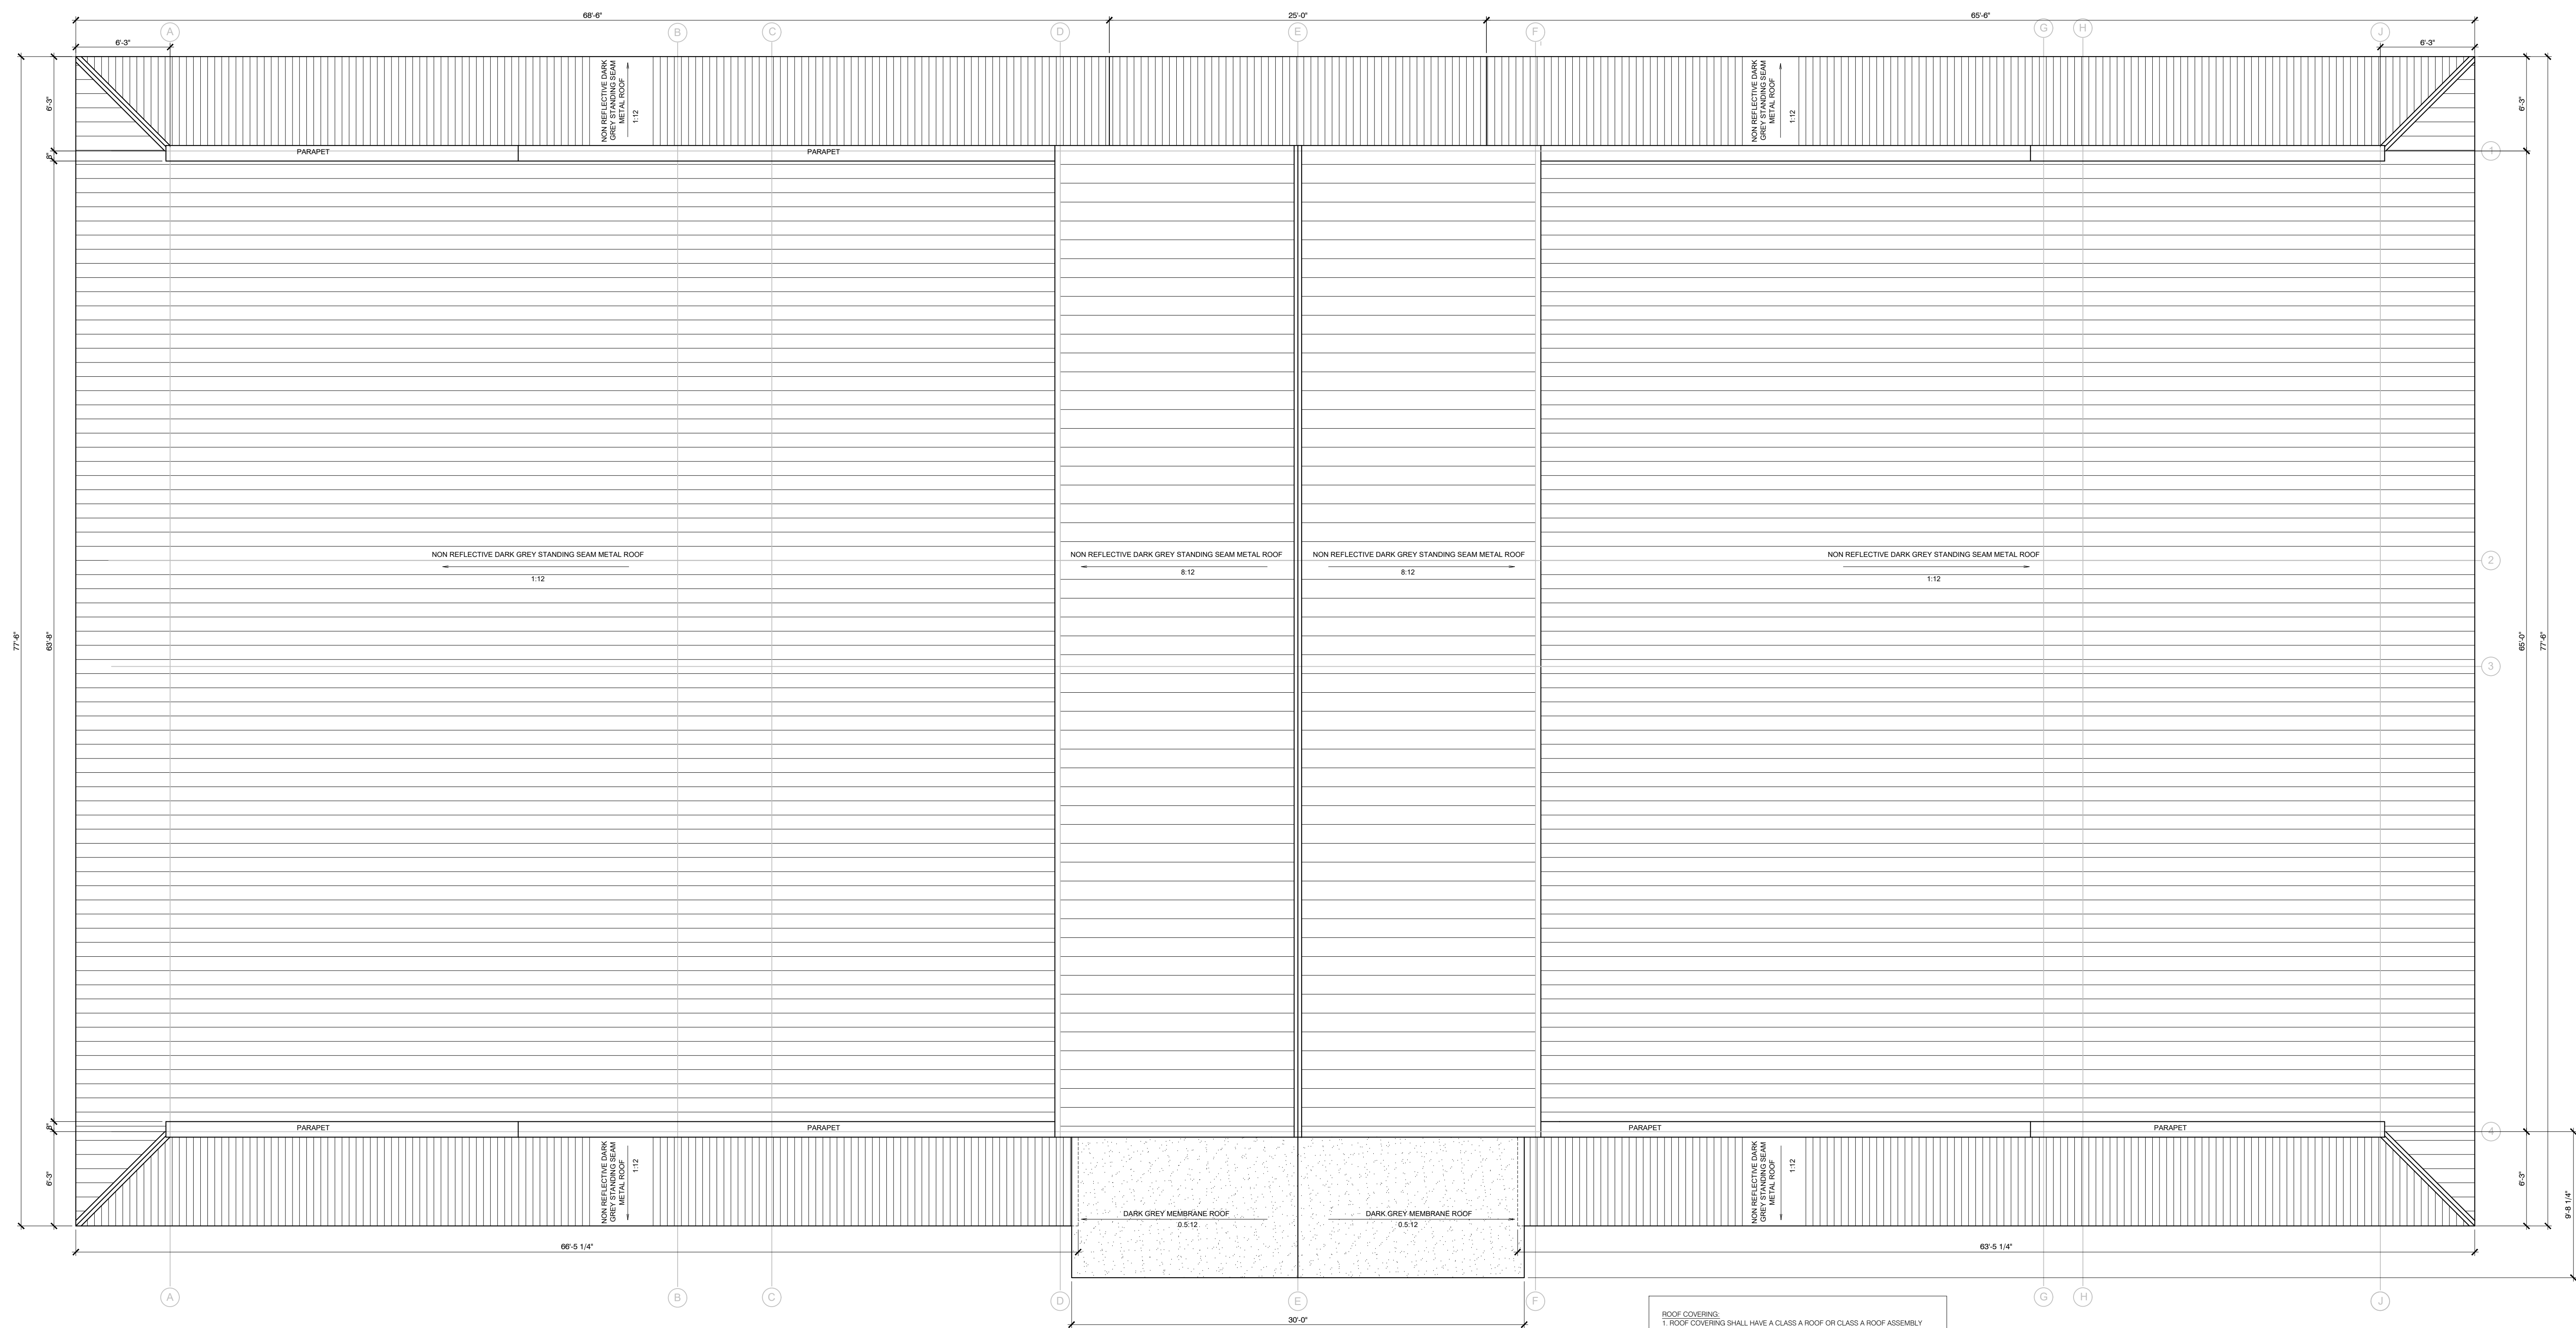 68'-6"
25'-0"
65'-6"
A
B
C
D
E
F
G
H
J
6'-3"
6'-3"
NON REFLECTIVE DARK
GREY STANDING SEAM
METAL ROOF
1:12
NON REFLECTIVE DARK
GREY STANDING SEAM
METAL ROOF
1:12
6'-3"
6'-3"
8"
PARAPET
PARAPET
1
NON REFLECTIVE DARK GREY STANDING SEAM METAL ROOF
1:12
NON REFLECTIVE DARK GREY STANDING SEAM METAL ROOF
8:12
NON REFLECTIVE DARK GREY STANDING SEAM METAL ROOF
8:12
NON REFLECTIVE DARK GREY STANDING SEAM METAL ROOF
1:12
2
77'-6"
63'-8"
65'-0"
77'-6"
3
8"
PARAPET
PARAPET
PARAPET
PARAPET
4
6'-3"
NON REFLECTIVE DARK
GREY STANDING SEAM
METAL ROOF
1:12
NON REFLECTIVE DARK
GREY STANDING SEAM
METAL ROOF
1:12
6'-3"
9'-8 1/4"
DARK GREY MEMBRANE ROOF
0.5:12
DARK GREY MEMBRANE ROOF
0.5:12
66'-5 1/4"
63'-5 1/4"
A
B
C
D
E
F
G
H
J
30'-0"
ROOF COVERING:
1. ROOF COVERING SHALL HAVE A CLASS A ROOF OR CLASS A ROOF ASSEMBLY